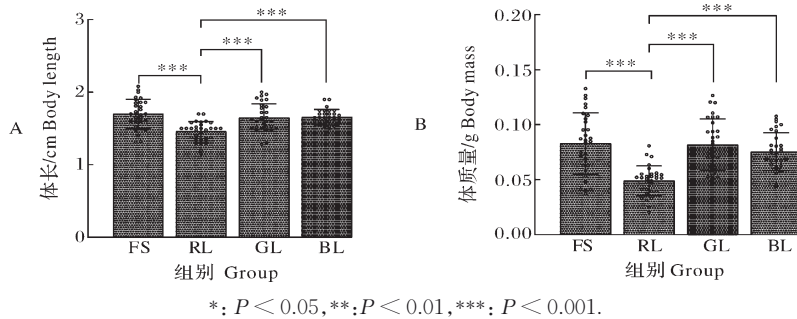 A
体长/cm Body length
3
2
1
0
***
***
***
FS RL GL BL
组别 Group
B
体质量/g Body mass
0.20
0.15
0.10
0.05
0.00
***
***
***
FS RL GL BL
组别 Group
*: P < 0.05,**:P < 0.01,***: P < 0.001.